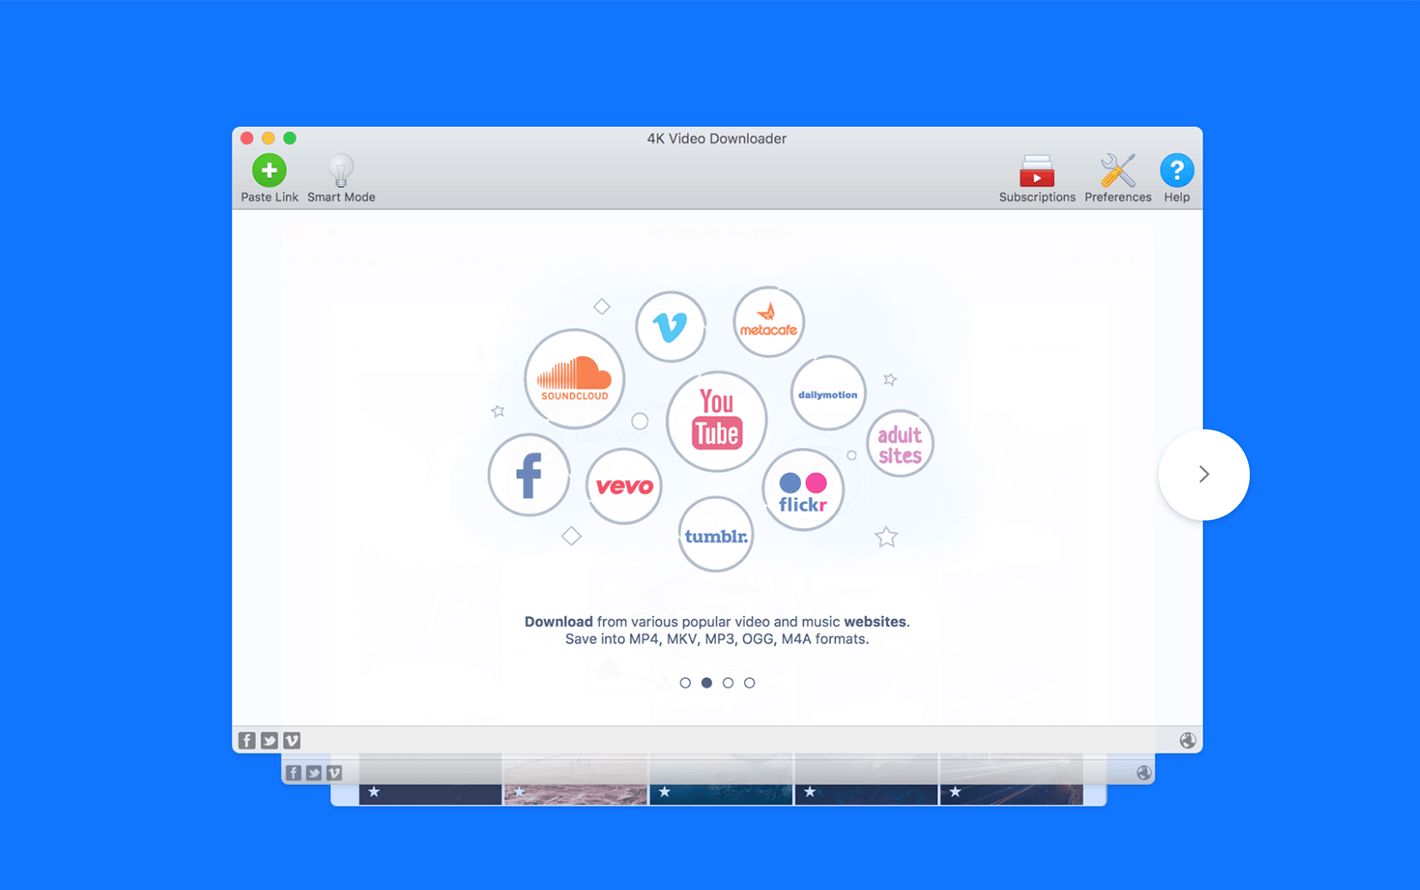 4K Video Downloader
Paste Link
Smart Mode
Subscriptions
Preferences
?
Help
metacafe
SOUNDCLOUD
You
Tube
dailymotion
adult
sites
vevo
flickr
tumblr.
Download from various popular video and music websites.
Save into MP4, MKV, MP3, OGG, M4A formats.